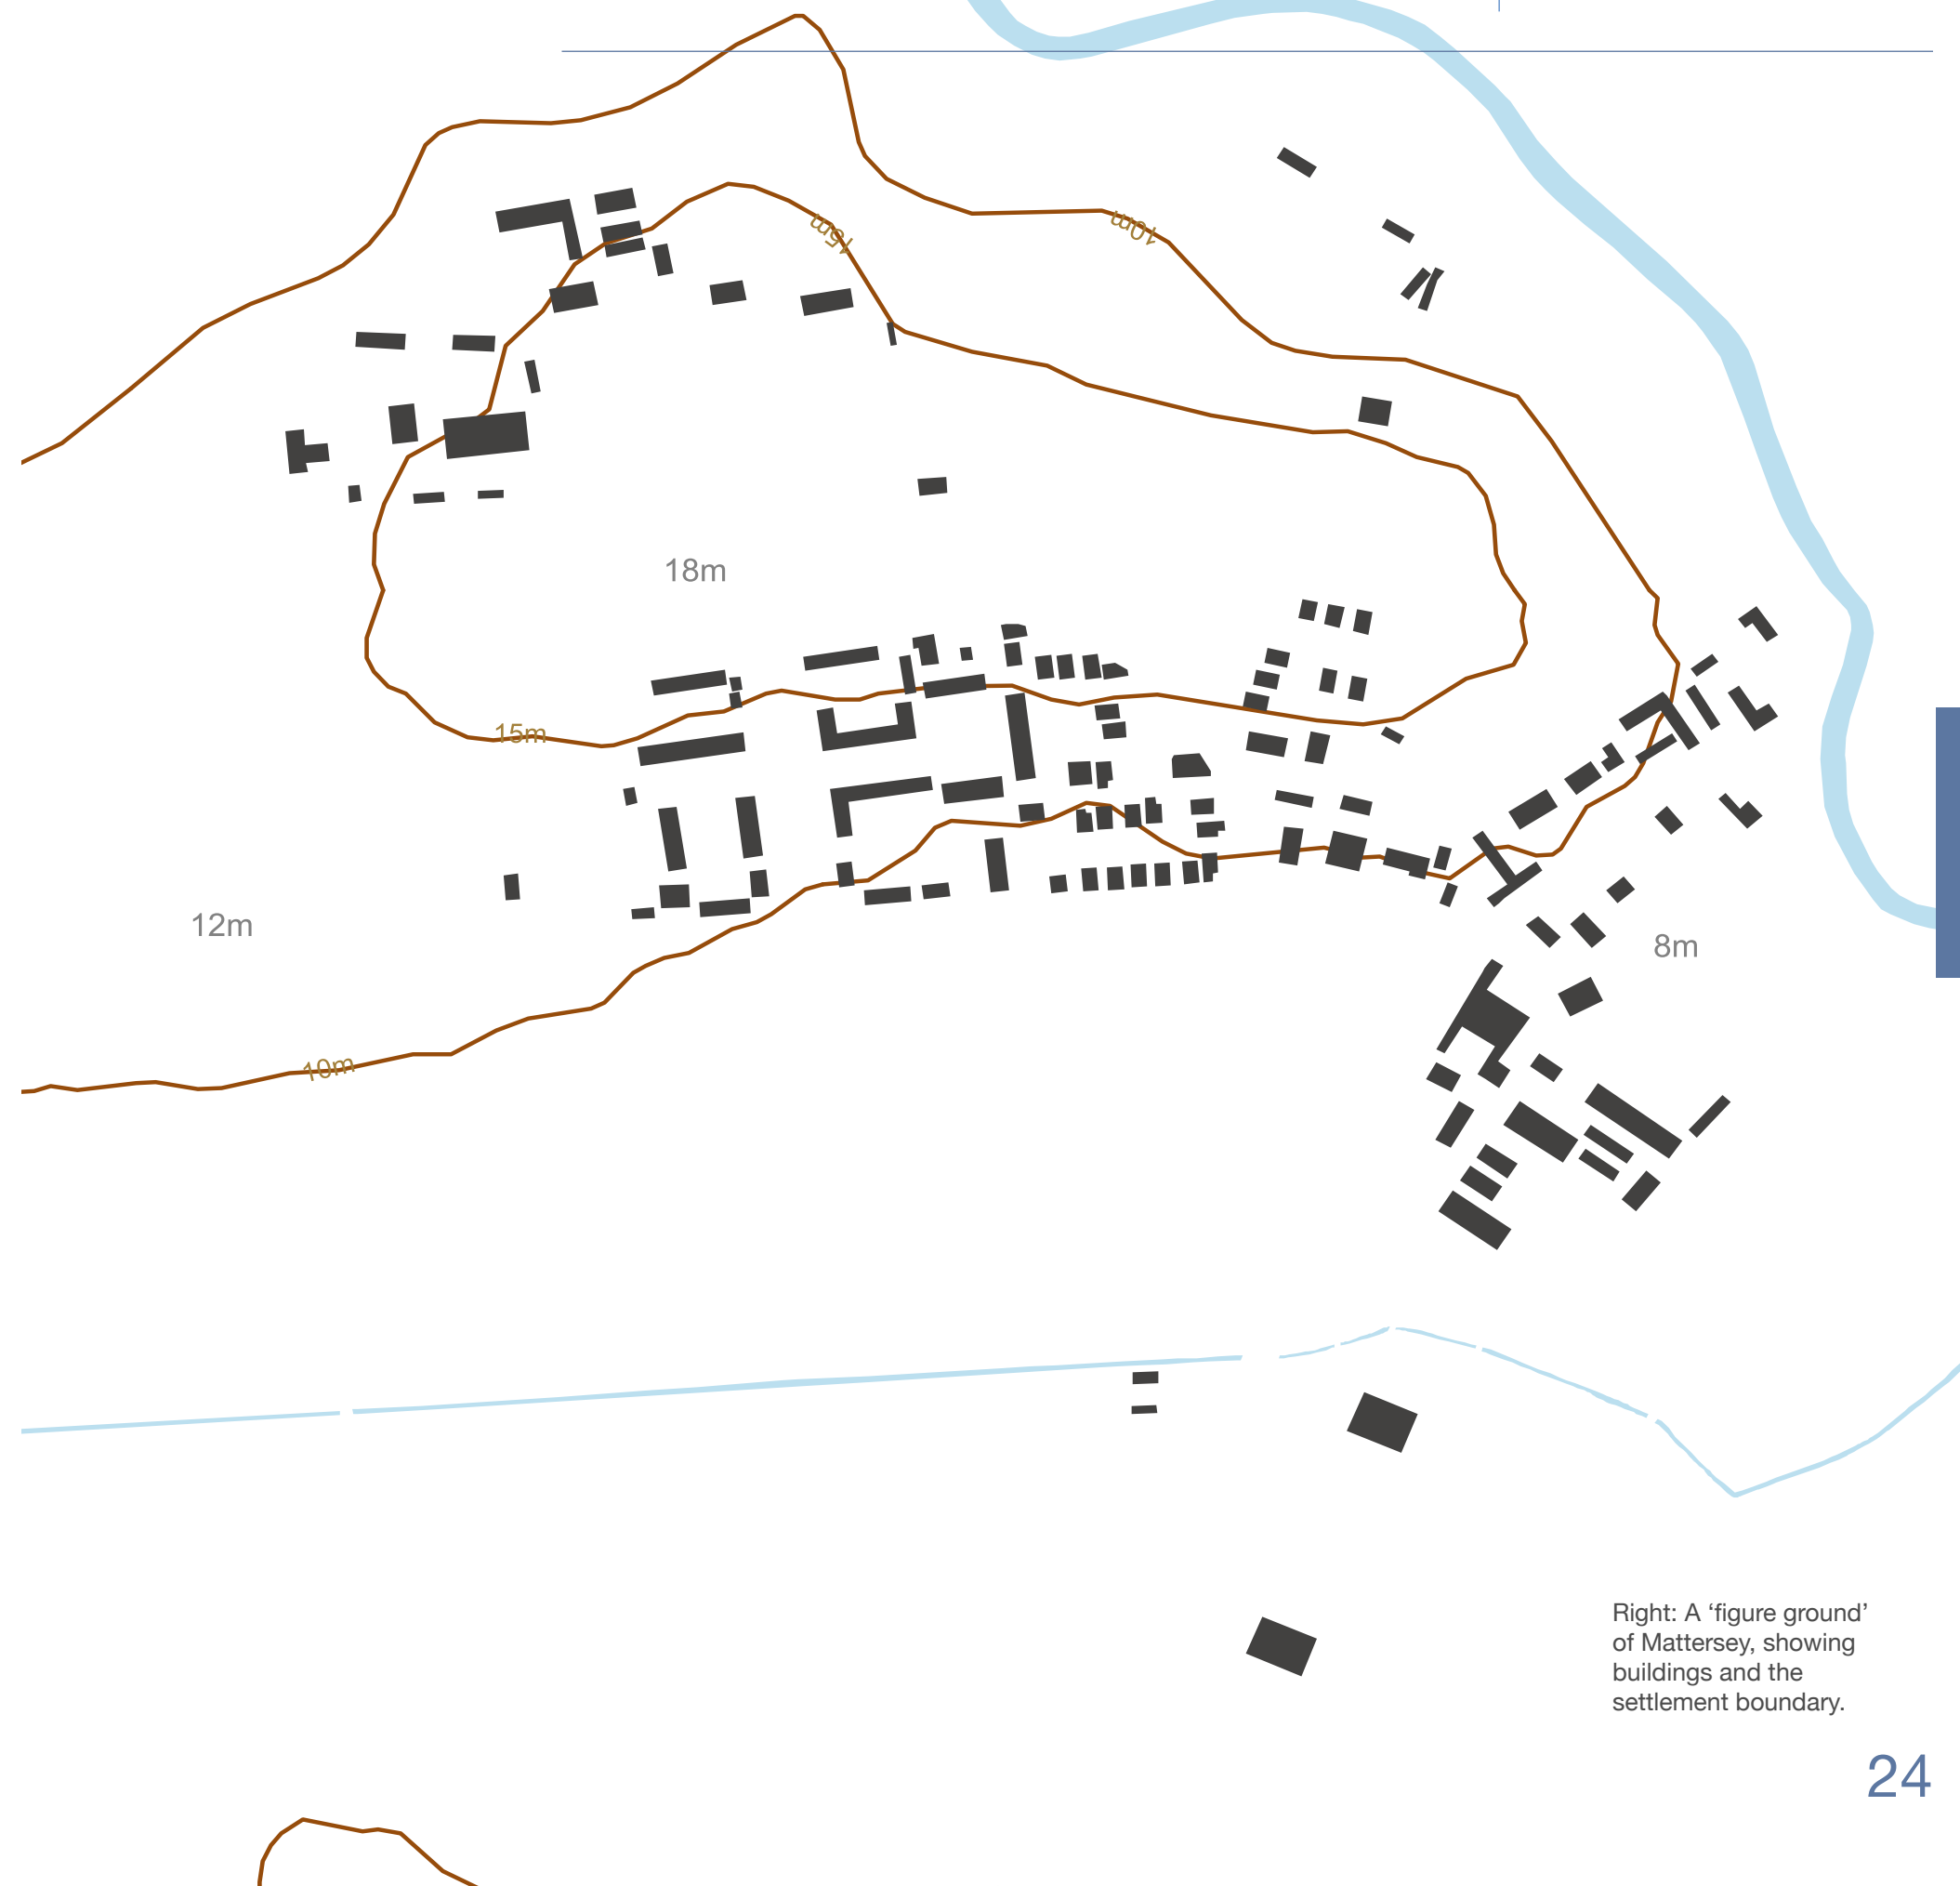 15m
10m
18m
15m
12m
8m
10m
Right: A ‘figure ground’
of Mattersey, showing
buildings and the
settlement boundary.
24